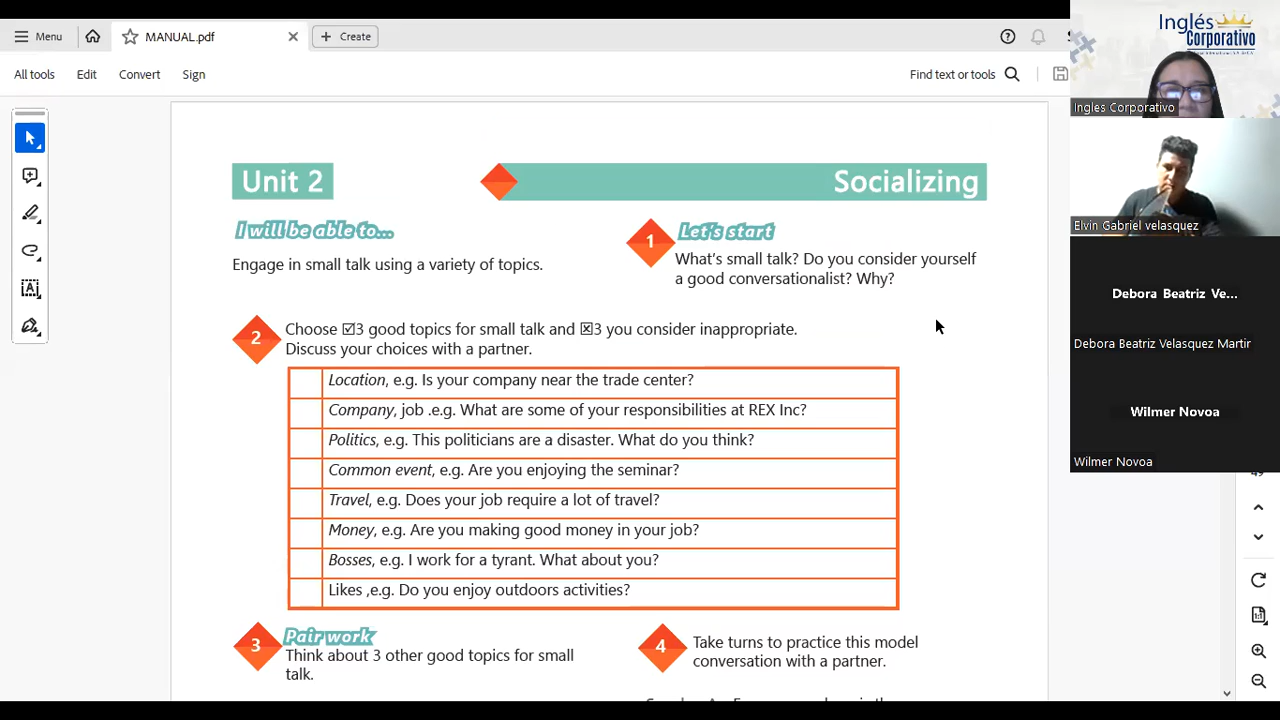 Menu
MANUAL.pdf
Create
All tools
Edit
Convert
Sign
Find text or tools
Unit 2
Socializing
I will be able to...
Engage in small talk using a variety of topics.
1
Let's start
What's small talk? Do you consider yourself
a good conversationalist? Why?
2
Choose ☑3 good topics for small talk and ☒3 you consider inappropriate.
Discuss your choices with a partner.
Location, e.g. Is your company near the trade center?
Company, job .e.g. What are some of your responsibilities at REX Inc?
Politics, e.g. This politicians are a disaster. What do you think?
Common event, e.g. Are you enjoying the seminar?
Travel, e.g. Does your job require a lot of travel?
Money, e.g. Are you making good money in your job?
Bosses, e.g. I work for a tyrant. What about you?
Likes ,e.g. Do you enjoy outdoors activities?
3
Pair work
Think about 3 other good topics for small
talk.
4
Take turns to practice this model
conversation with a partner.
Inglés
Corporativo
Ingles Corporativo
Elvin Gabriel velasquez
Debora Beatriz Ve...
Debora Beatriz Velasquez Martir
Wilmer Novoa
Wilmer Novoa